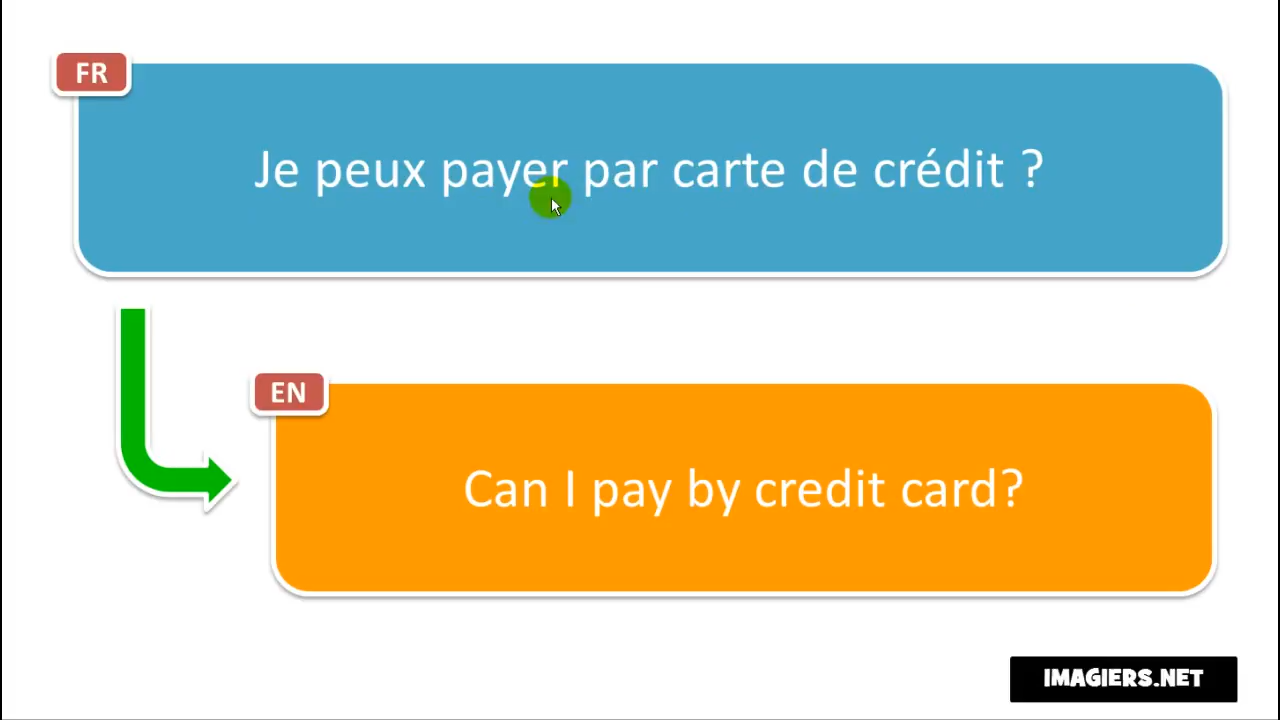 FR
Je peux payer par carte de crédit ?
EN
Can I pay by credit card?
IMAGIERS.NET